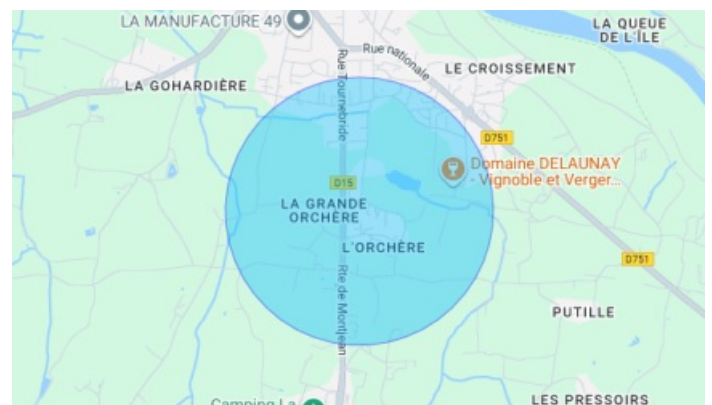 LA MANUFACTURE 49
LA QUEUE
DE L'ÎLE
Rue nationale
Rue Tournebride
LE CROISSEMENT
LA GOHARDIÈRE
D751
Domaine DELAUNAY
- Vignoble et Verger...
D15
LA GRANDE
ORCHÈRE
L'ORCHÈRE
D751
Rte de Montjean
PUTILLE
LES PRESSOIRS
Camping La